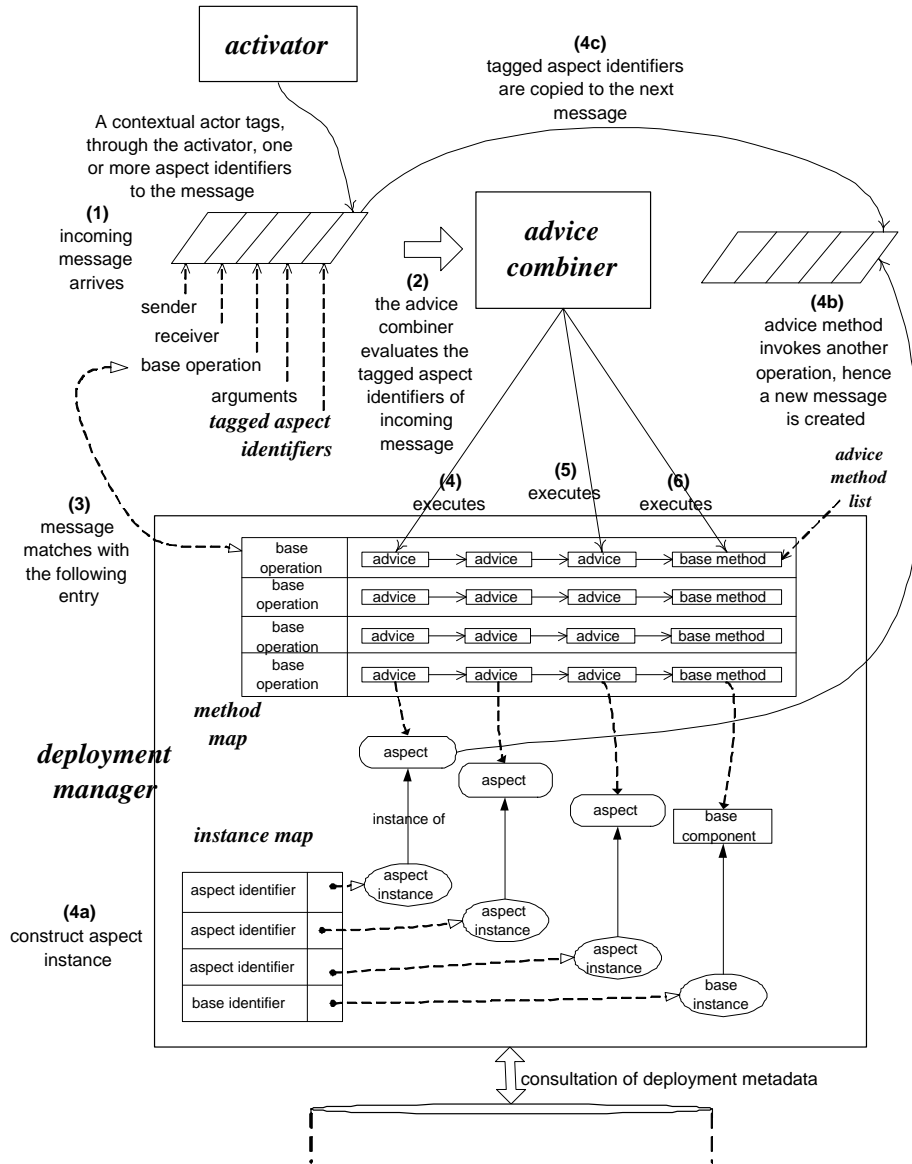 activator
(4c)
tagged aspect identifiers
are copied to the next
message
A contextual actor tags,
through the activator, one
or more aspect identifiers
to the message
(1)
incoming
message
arrives
advice
combiner
(2)
the advice
combiner
evaluates the
tagged aspect
identifiers of
incoming
message
(4b)
advice method
invokes another
operation, hence
a new message
is created
sender
receiver
base operation
arguments
tagged aspect
identifiers
advice
method
list
(3)
message
matches with
the following
entry
(4)
executes
(5)
executes
(6)
executes
base
operation
advice
advice
advice
base method
base
operation
advice
advice
advice
base method
base
operation
advice
advice
advice
base method
base
operation
advice
advice
advice
base method
method
map
deployment
manager
aspect
aspect
aspect
base
component
instance of
instance map
aspect
instance
aspect
instance
aspect
instance
base
instance
aspect identifier
aspect identifier
aspect identifier
base identifier
(4a)
construct aspect
instance
consultation of deployment metadata